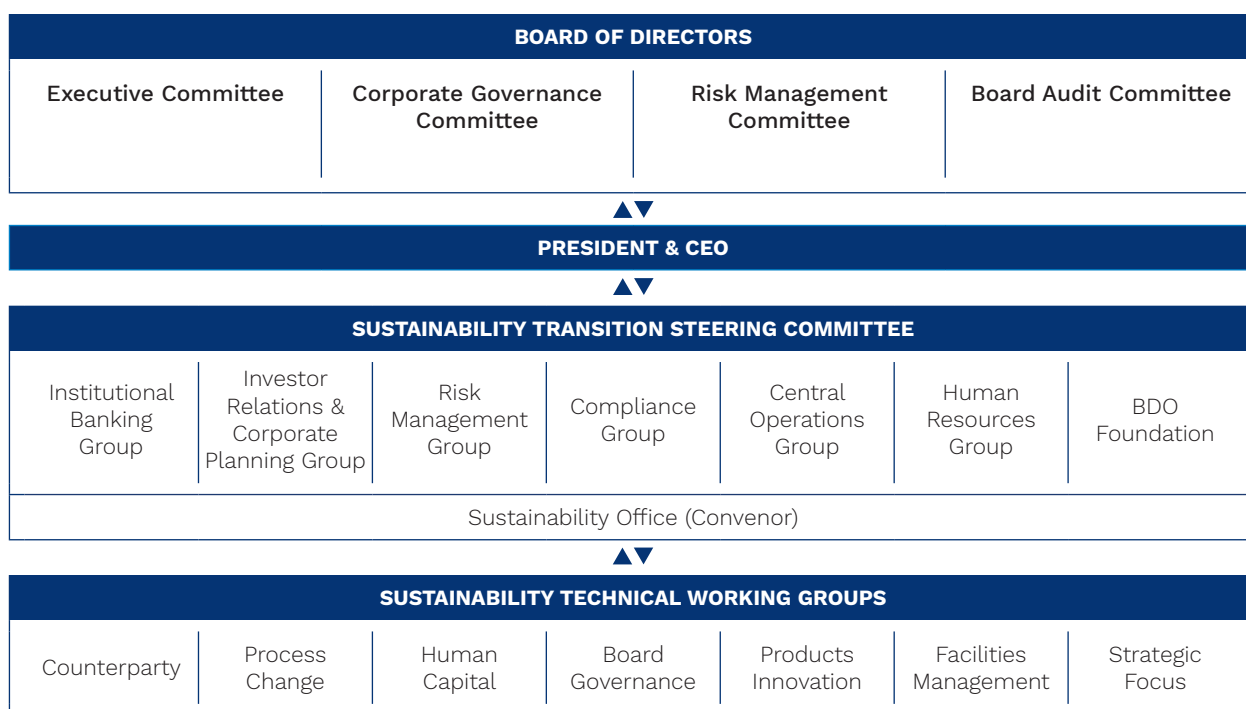 BOARD OF DIRECTORS
Executive Committee
Corporate Governance
Committee
Risk Management
Committee
Board Audit Committee
PRESIDENT & CEO
SUSTAINABILITY TRANSITION STEERING COMMITTEE
Institutional
Banking
Group
Investor
Relations &
Corporate
Planning Group
Risk
Management
Group
Compliance
Group
Central
Operations
Group
Human
Resources
Group
BDO
Foundation
Sustainability Office (Convenor)
SUSTAINABILITY TECHNICAL WORKING GROUPS
Counterparty
Process
Change
Human
Capital
Board
Governance
Products
Innovation
Facilities
Management
Strategic
Focus